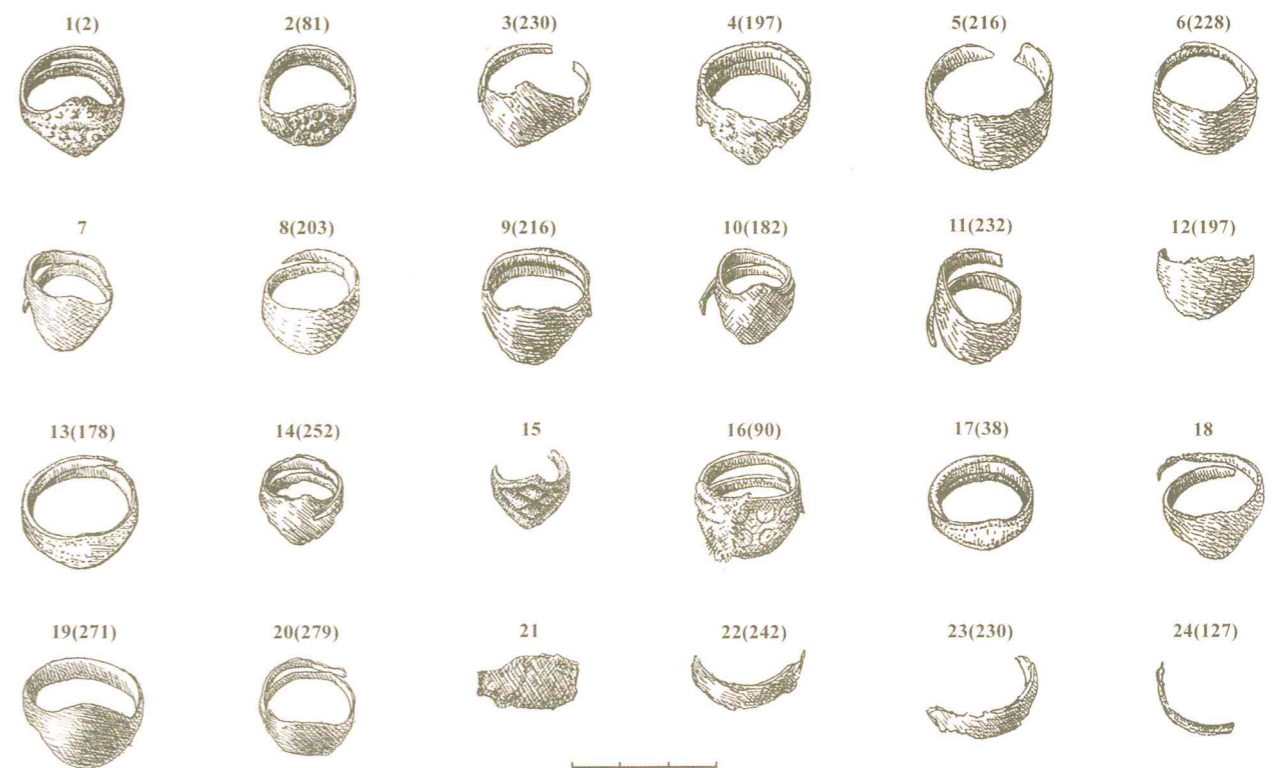 1(2) 2(81) 3(230) 4(197) 5(216) 6(228)
7 8(203) 9(216) 10(182) 11(232) 12(197)
13(178) 14(252) 15 16(90) 17(38) 18
19(271) 20(279) 21 22(242) 23(230) 24(127)